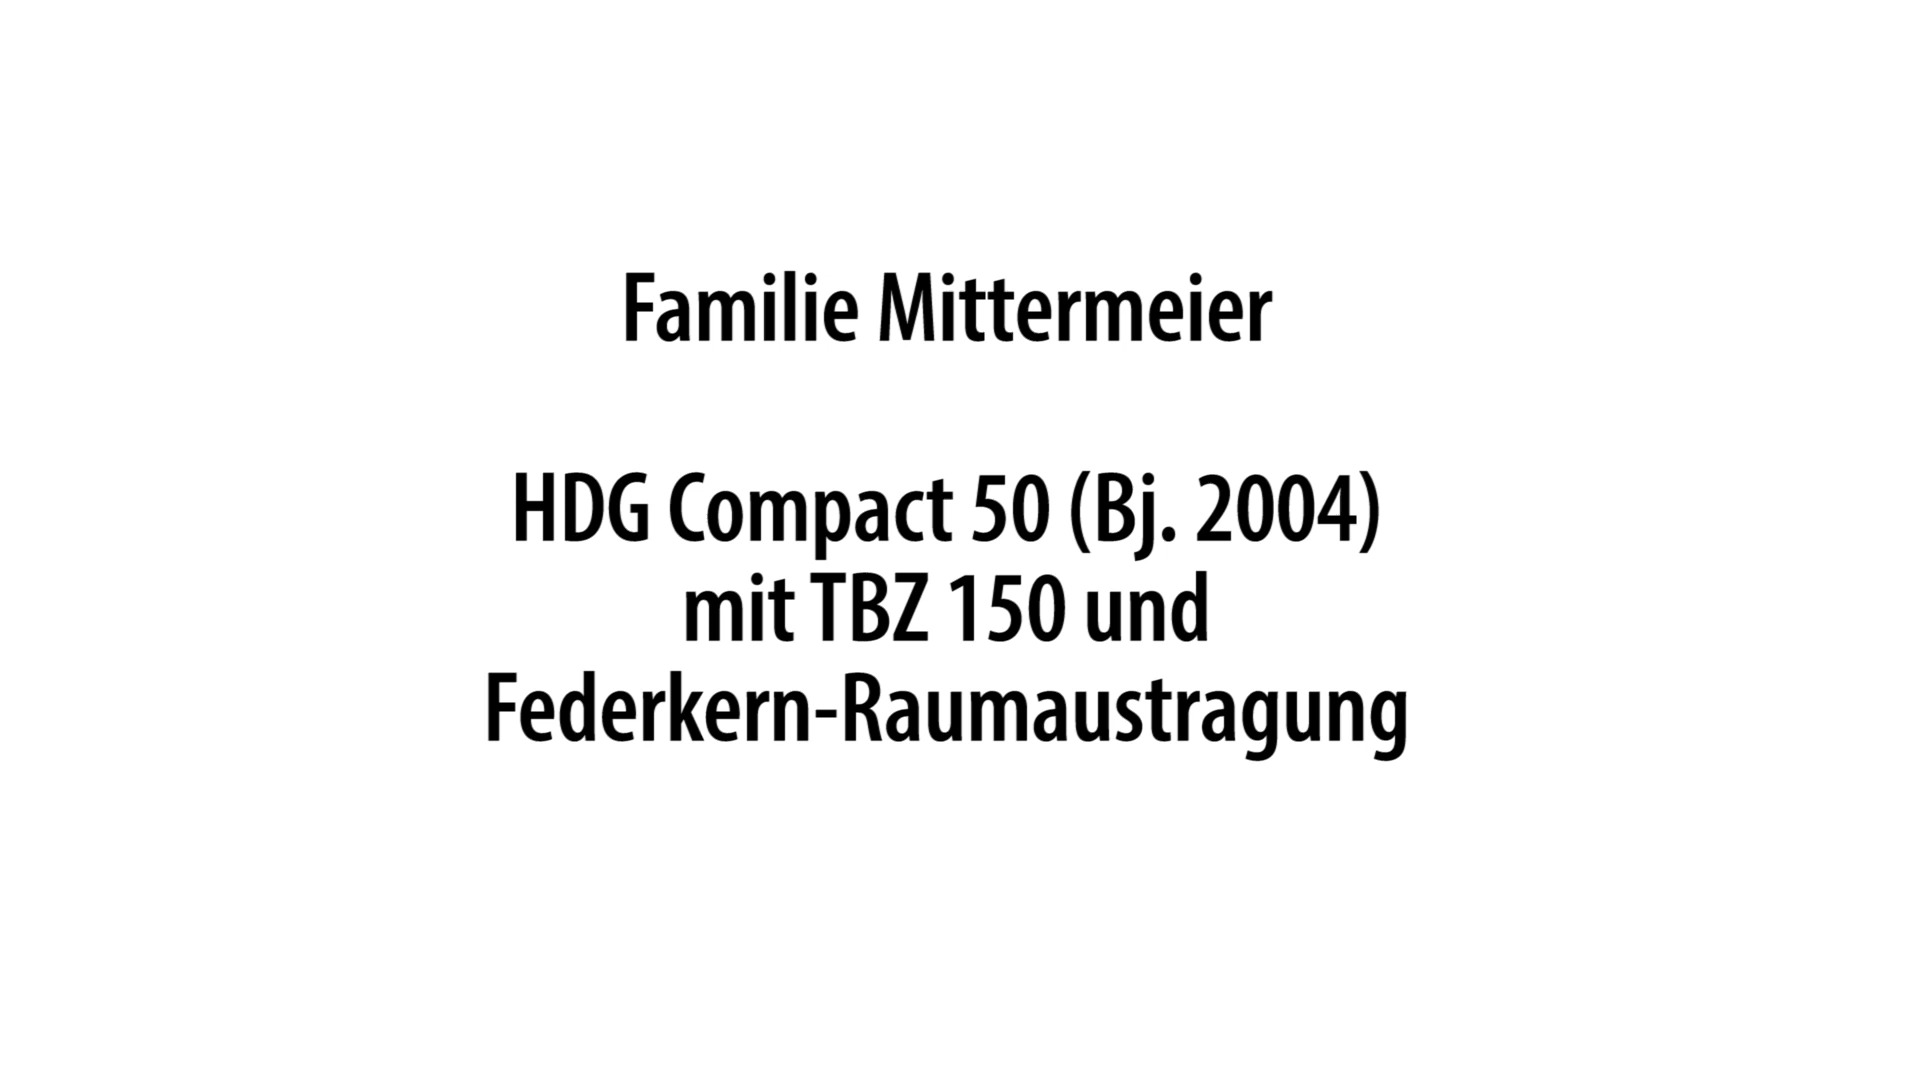 Familie Mittermeier
HDG Compact 50 (Bj. 2004)
mit TBZ 150 und
Federkern-Raumaustragung